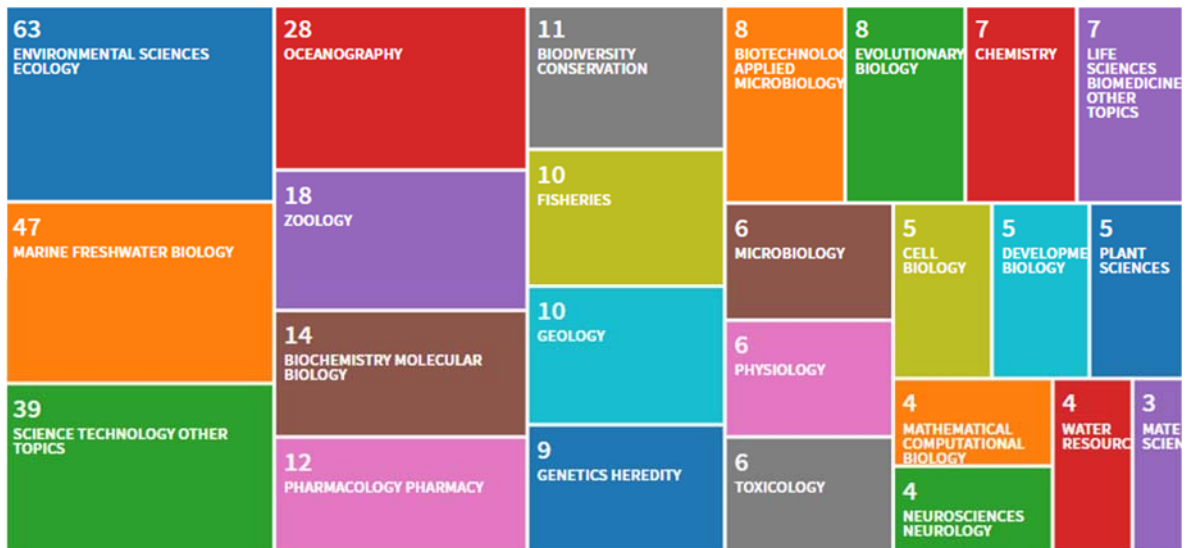 63
ENVIRONMENTAL SCIENCES
ECOLOGY
47
MARINE FRESHWATER BIOLOGY
39
SCIENCE TECHNOLOGY OTHER
TOPICS
28
OCEANOGRAPHY
18
ZOOLOGY
14
BIOCHEMISTRY MOLECULAR
BIOLOGY
12
PHARMACOLOGY PHARMACY
11
BIODIVERSITY
CONSERVATION
10
FISHERIES
10
GEOLOGY
9
GENETICS HEREDITY
8
BIOTECHNOLOG
APPLIED
MICROBIOLOGY
8
EVOLUTIONARY
BIOLOGY
7
CHEMISTRY
7
LIFE
SCIENCES
BIOMEDICINE
OTHER
TOPICS
6
MICROBIOLOGY
6
PHYSIOLOGY
6
TOXICOLOGY
5
CELL
BIOLOGY
5
DEVELOPME
BIOLOGY
5
PLANT
SCIENCES
4
MATHEMATICAL
COMPUTATIONAL
BIOLOGY
4
NEUROSCIENCES
NEUROLOGY
4
WATER
RESOURC
3
MATE
SCIEN